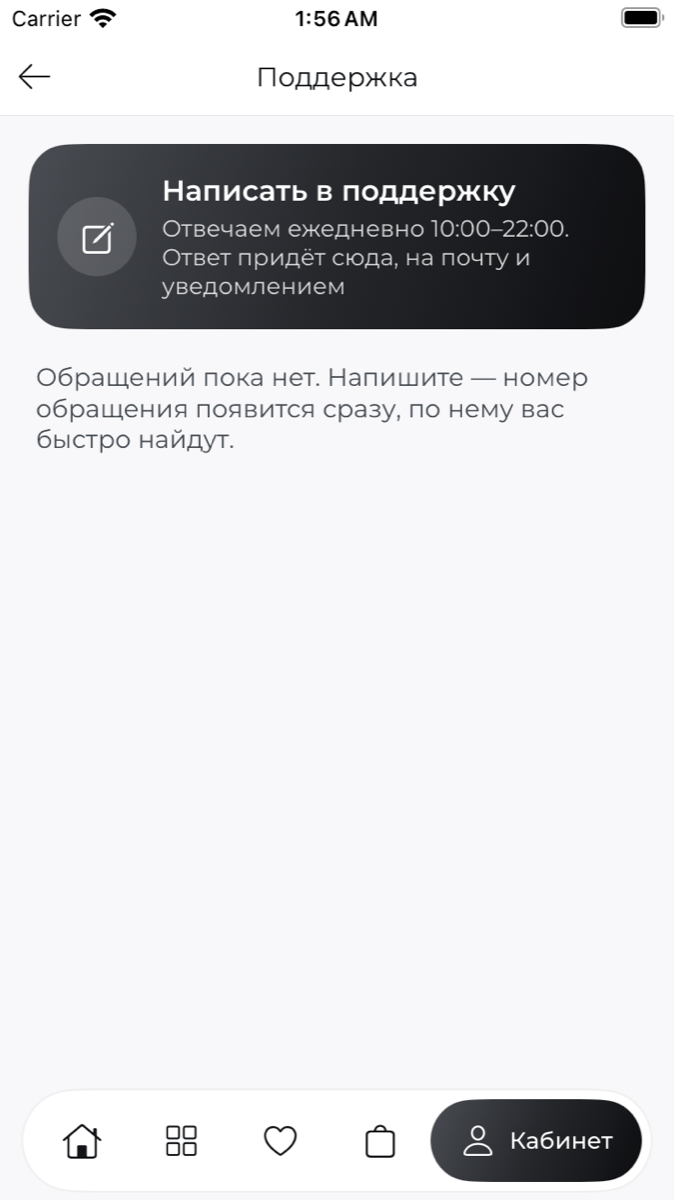 Carrier
1:56 AM
Поддержка
Написать в поддержку
Отвечаем ежедневно 10:00–22:00.
Ответ придёт сюда, на почту и
уведомлением
Обращений пока нет. Напишите — номер
обращения появится сразу, по нему вас
быстро найдут.
Кабинет